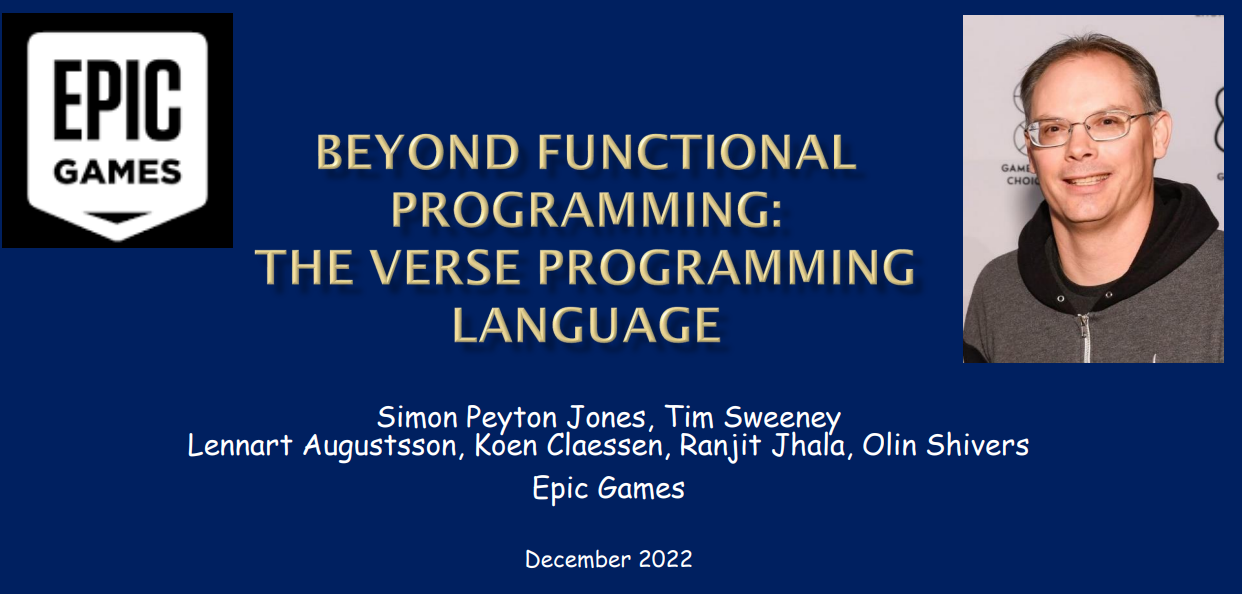 EPIC
GAMES
BEYOND FUNCTIONAL
PROGRAMMING:
THE VERSE PROGRAMMING
LANGUAGE
GAME
CHOIC
G
Simon Peyton Jones, Tim Sweeney
Lennart Augustsson, Koen Claessen, Ranjit Jhala, Olin Shivers
Epic Games
December 2022